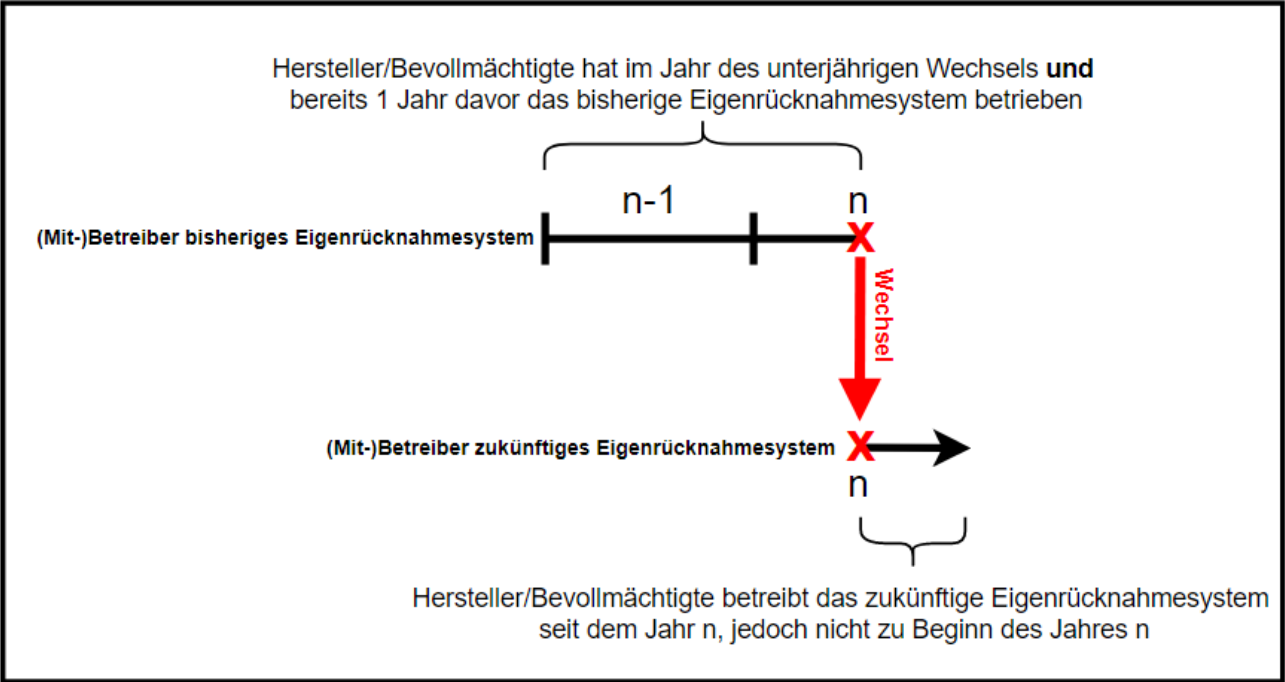 Hersteller/Bevollmächtigte hat im Jahr des unterjährigen Wechsels und
bereits 1 Jahr davor das bisherige Eigenrücknahmesystem betrieben
n-1
n
(Mit-)Betreiber bisheriges Eigenrücknahmesystem
X
Wechsel
(Mit-)Betreiber zukünftiges Eigenrücknahmesystem
X
n
Hersteller/Bevollmächtigte betreibt das zukünftige Eigenrücknahmesystem
seit dem Jahr n, jedoch nicht zu Beginn des Jahres n